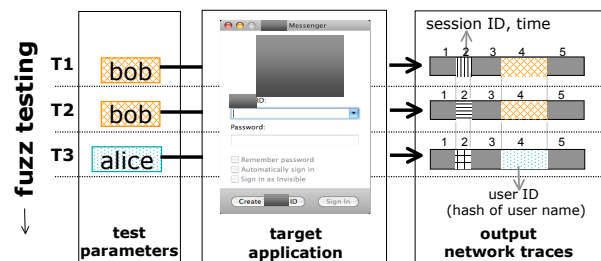 session ID, time
fuzz testing
T1
bob
T2
bob
T3
alice
Messenger
ID:
Password:
Remember password
Automatically sign in
Sign in as Invisible
Create ID
Sign In
1 2 3 4 5
1 2 3 4 5
1 2 3 4 5
user ID
(hash of user name)
test
parameters
target
application
output
network traces